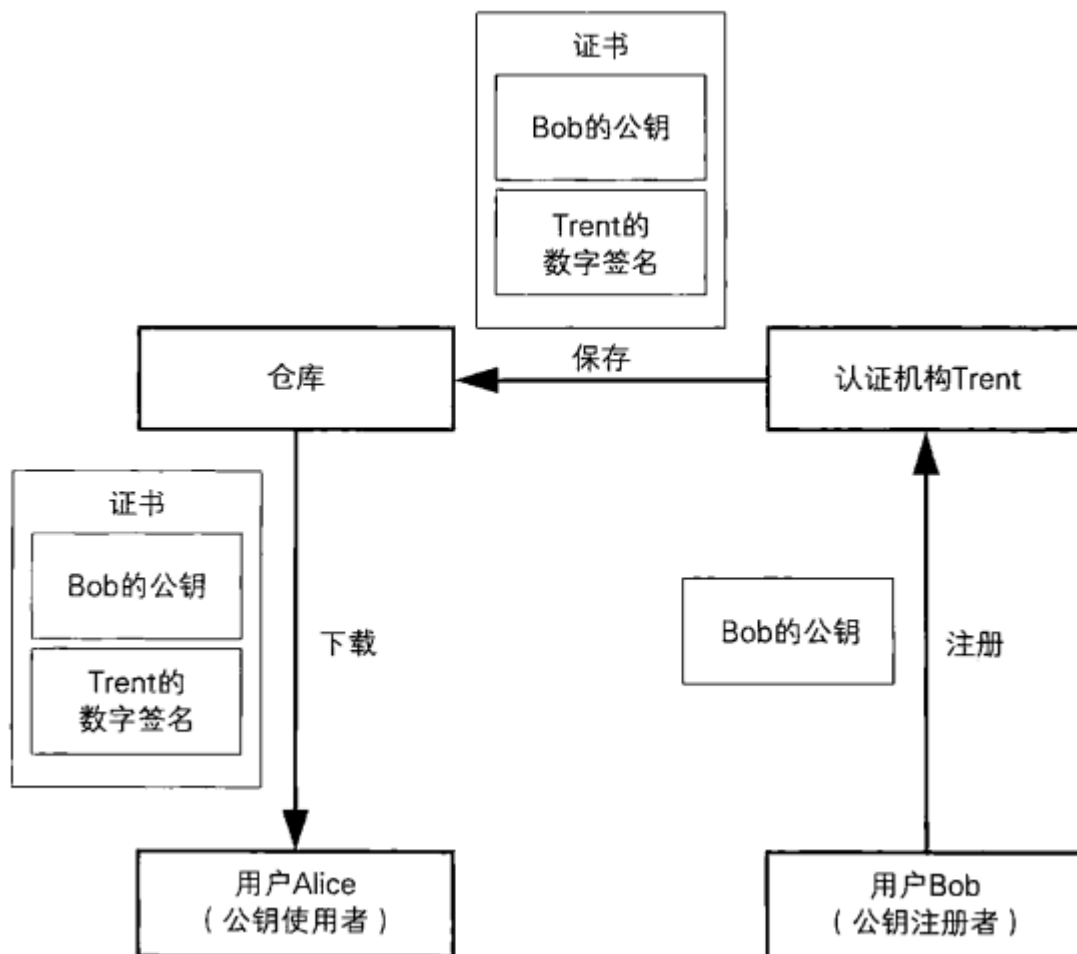 证书
Bob的公钥
Trent的
数字签名
保存
仓库
认证机构Trent
证书
Bob的公钥
Trent的
数字签名
下载
Bob的公钥
注册
用户Alice
（公钥使用者）
用户Bob
（公钥注册者）